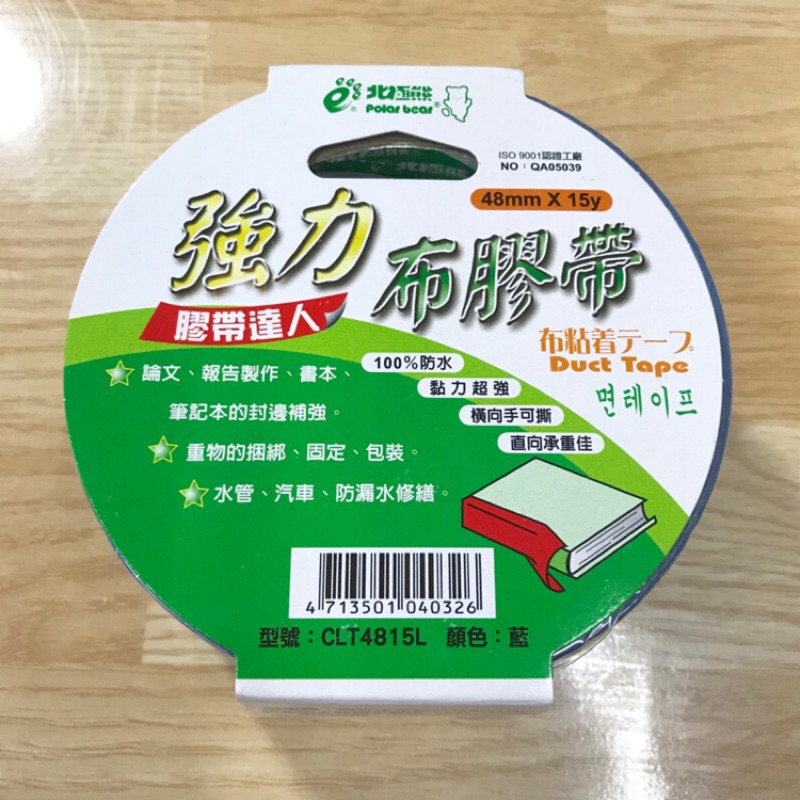 北極熊
Polar bear®
ISO 9001認證工廠
NO：QA05039
48mm X 15y
強力
布膠帶
膠帶達人
布粘着テープ
Duct Tape
면테이프
100%防水
黏力超強
橫向手可撕
直向承重佳
論文、報告製作、書本、
筆記本的封邊補強。
重物的捆綁、固定、包裝。
水管、汽車、防漏水修繕。
4 713501 040326
型號：CLT4815L 顏色：藍